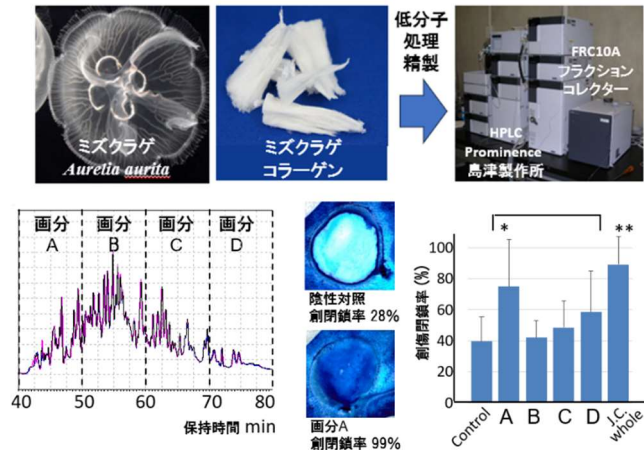 ミズクラゲ
Aurelia aurita
ミズクラゲ
コラーゲン
低分子
処理
精製
FRC10A
フラクション
コレクター
HPLC
Prominence
島津製作所
画分 画分 画分 画分
A B C D
40 50 60 70 80
保持時間 min
陰性対照
創閉鎖率 28%
画分A
創閉鎖率 99%
創傷閉鎖率 (%)
100
80
60
40
20
0
* **
Control A B C D J.C. whole